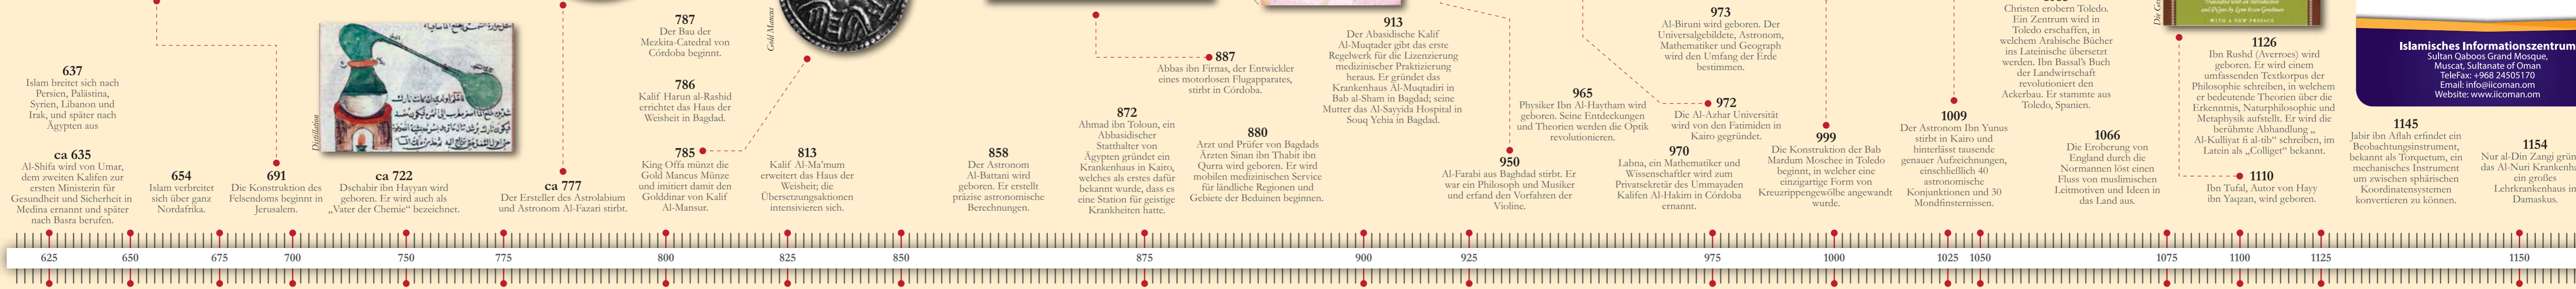 637
Islam breitet sich nach
Persien, Palästina,
Syrien, Libanon und
Irak, und später nach
Ägypten aus
ca 635
Al-Shifa wird von Umar,
dem zweiten Kalifen zur
ersten Ministerin für
Gesundheit und Sicherheit in
Medina ernannt und später
nach Basra berufen.
654
Islam verbreitet
sich über ganz
Nordafrika.
691
Die Konstruktion des
Felsendoms beginnt in
Jerusalem.
Distillation
ca 722
Dschabir ibn Hayyan wird
geboren. Er wird auch als
„Vater der Chemie“ bezeichnet.
ca 777
Der Ersteller des Astrolabium
und Astronom Al-Fazari stirbt.
787
Der Bau der
Mezkita-Catedral von
Córdoba beginnt.
786
Kalif Harun al-Rashid
errichtet das Haus der
Weisheit in Bagdad.
785
King Offa münzt die
Gold Mancus Münze
und imitiert damit den
Golddinar von Kalif
Al-Mansur.
Gold Mancus
813
Kalif Al-Ma’mum
erweitert das Haus der
Weisheit; die
Übersetzungsaktionen
intensivieren sich.
858
Der Astronom
Al-Battani wird
geboren. Er erstellt
präzise astronomische
Berechnungen.
872
Ahmad ibn Toloun, ein
Abbasidischer
Statthalter von
Ägypten gründet ein
Krankenhaus in Kairo,
welches als erstes dafür
bekannt wurde, dass es
eine Station für geistige
Krankheiten hatte.
887
Abbas ibn Firnas, der Entwickler
eines motorlosen Flugapparates,
stirbt in Córdoba.
880
Arzt und Prüfer von Bagdads
Ärzten Sinan ibn Thabit ibn
Qurra wird geboren. Er wird
mobilen medizinischen Service
für ländliche Regionen und
Gebiete der Beduinen beginnen.
913
Der Abasidische Kalif
Al-Muqtader gibt das erste
Regelwerk für die Lizenzierung
medizinischer Praktizierung
heraus. Er gründet das
Krankenhaus Al-Muqtadiri in
Bab al-Sham in Bagdad; seine
Mutter das Al-Sayyida Hospital in
Souq Yehia in Bagdad.
950
Al-Farabi aus Baghdad stirbt. Er
war ein Philosoph und Musiker
und erfand den Vorfahren der
Violine.
965
Physiker Ibn Al-Haytham wird
geboren. Seine Entdeckungen
und Theorien werden die Optik
revolutionieren.
970
Labna, ein Mathematiker und
Wissenschaftler wird zum
Privatsekretär des Ummayaden
Kalifen Al-Hakim in Córdoba
ernannt.
973
Al-Biruni wird geboren. Der
Universalgebildete, Astronom,
Mathematiker und Geograph
wird den Umfang der Erde
bestimmen.
972
Die Al-Azhar Universität
wird von den Fatimiden in
Kairo gegründet.
999
Die Konstruktion der Bab
Mardum Moschee in Toledo
beginnt, in welcher eine
einzigartige Form von
Kreuzrippengewölbe angewandt
wurde.
1009
Der Astronom Ibn Yunus
stirbt in Kairo und
hinterlässt tausende
genauer Aufzeichnungen,
einschließlich 40
astronomische
Konjunktionen und 30
Mondfinsternissen.
Christen erobern Toledo.
Ein Zentrum wird in
Toledo erschaffen, in
welchem Arabische Bücher
ins Lateinische übersetzt
werden. Ibn Bassal’s Buch
der Landwirtschaft
revolutioniert den
Ackerbau. Er stammte aus
Toledo, Spanien.
1066
Die Eroberung von
England durch die
Normannen löst einen
Fluss von muslimischen
Leitmotiven und Ideen in
das Land aus.
WITH A NEW PREFACE
1126
Ibn Rushd (Averroes) wird
geboren. Er wird einem
umfassenden Textkorpus der
Philosophie schreiben, in welchem
er bedeutende Theorien über die
Erkenntnis, Naturphilosophie und
Metaphysik aufstellt. Er wird die
berühmte Abhandlung „
Al-Kulliyat fi al-tib“ schreiben, im
Latein als „Colliget“ bekannt.
1110
Ibn Tufal, Autor von Hayy
ibn Yaqzan, wird geboren.
Islamisches Informationszentrum
Sultan Qaboos Grand Mosque,
Muscat, Sultanate of Oman
TeleFax: +968 24505170
Email: info@iicoman.om
Website: www.iicoman.om
1145
Jabir ibn Aflah erfindet ein
Beobachtungsinstrument,
bekannt als Torquetum, ein
mechanisches Instrument
um zwischen sphärischen
Koordinatensystemen
konvertieren zu können.
1154
Nur al-Din Zangi grün
das Al-Nuri Krankenha
ein großes
Lehrkrankenhaus in
Damaskus.
625 650 675 700 750 775 800 825 850 875 900 925 975 1000 1025 1050 1075 1100 1125 1150